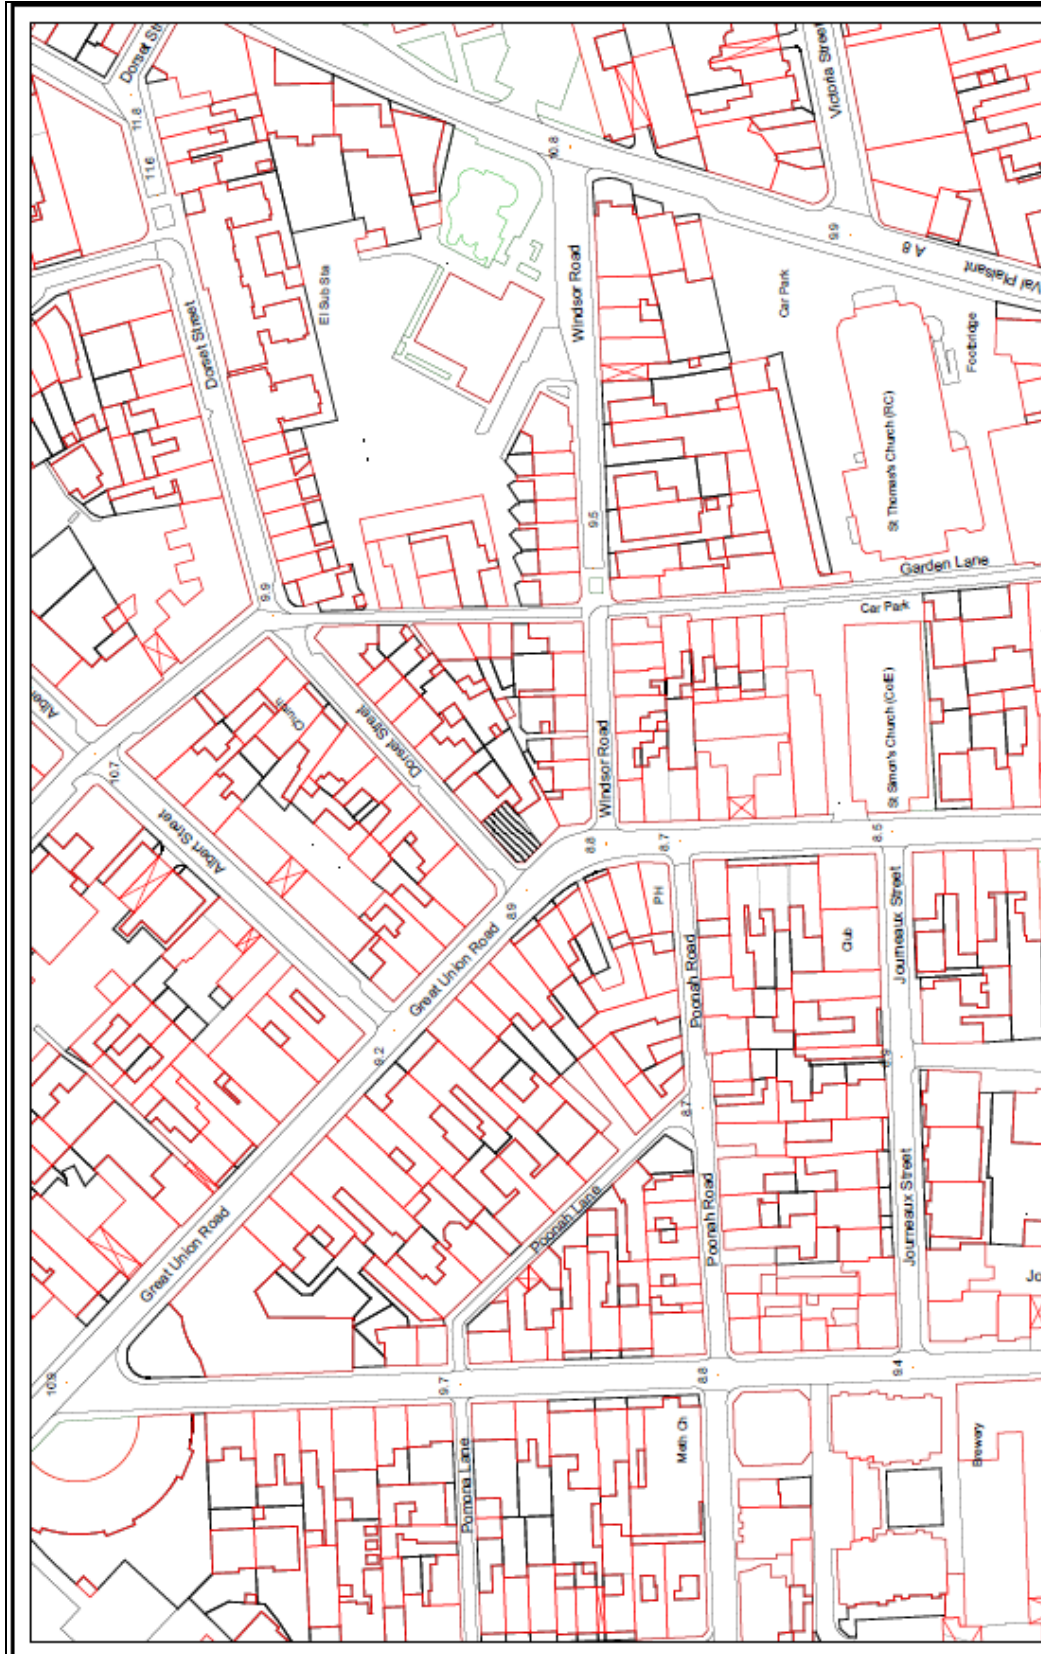 Dorset Str
Victoria Street
11.8
11.6
10.8
9.9
A 8
Val Plaisant
El Sub Sta
Windsor Road
Car Park
Dorset Street
Footbridge
St Thomas's Church (RC)
9.5
Garden Lane
9.9
Car Park
Alber
Church
Dorset Street
St Simon's Church (CofE)
Windsor Road
10.7
Albert Street
8.8
8.7
8.5
PH
8.9
Great Union Road
Club
Journeaux Street
Poonah Road
9.2
8.7
Poonah Lane
Poonah Road
Journeaux Street
Great Union Road
Jo
10.9
9.7
8.8
9.4
Meth Ch
Brewery
Pomona Lane